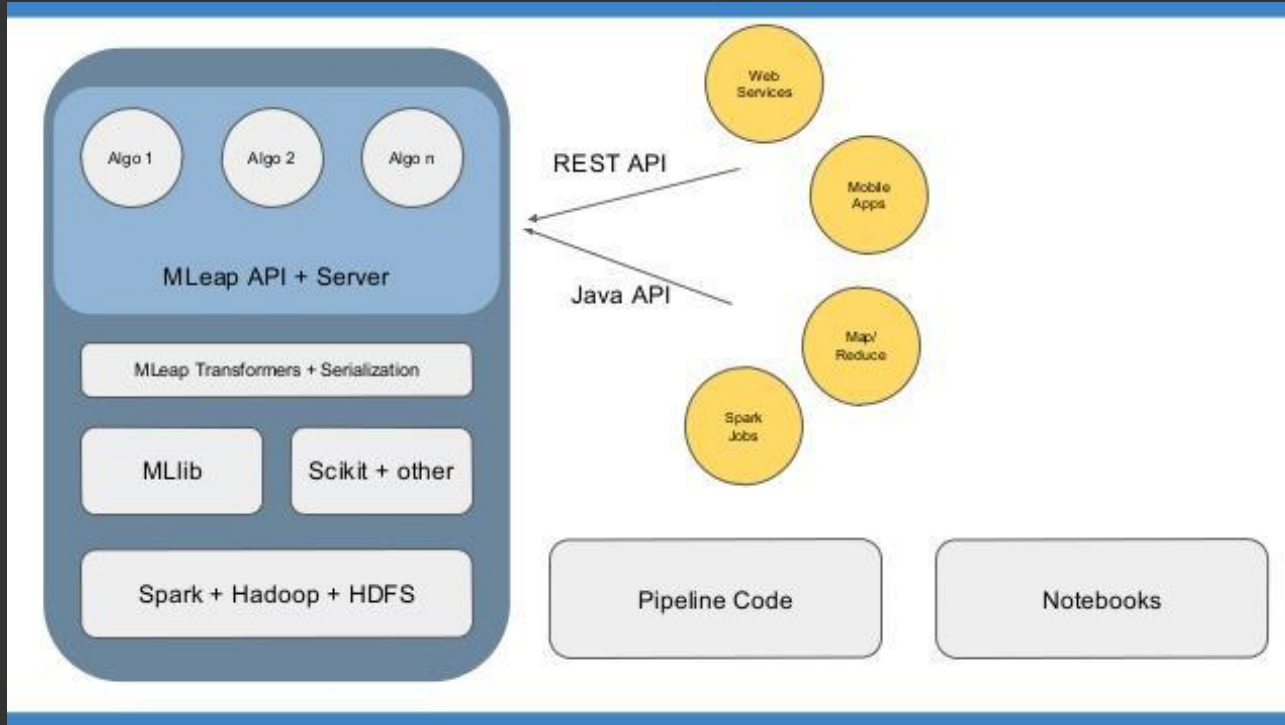 Algo 1
Algo 2
Algo n
MLeap API + Server
MLeap Transformers + Serialization
MLlib
Scikit + other
Spark + Hadoop + HDFS
REST API
Java API
Web
Services
Mobile
Apps
Map/
Reduce
Spark
Jobs
Pipeline Code
Notebooks